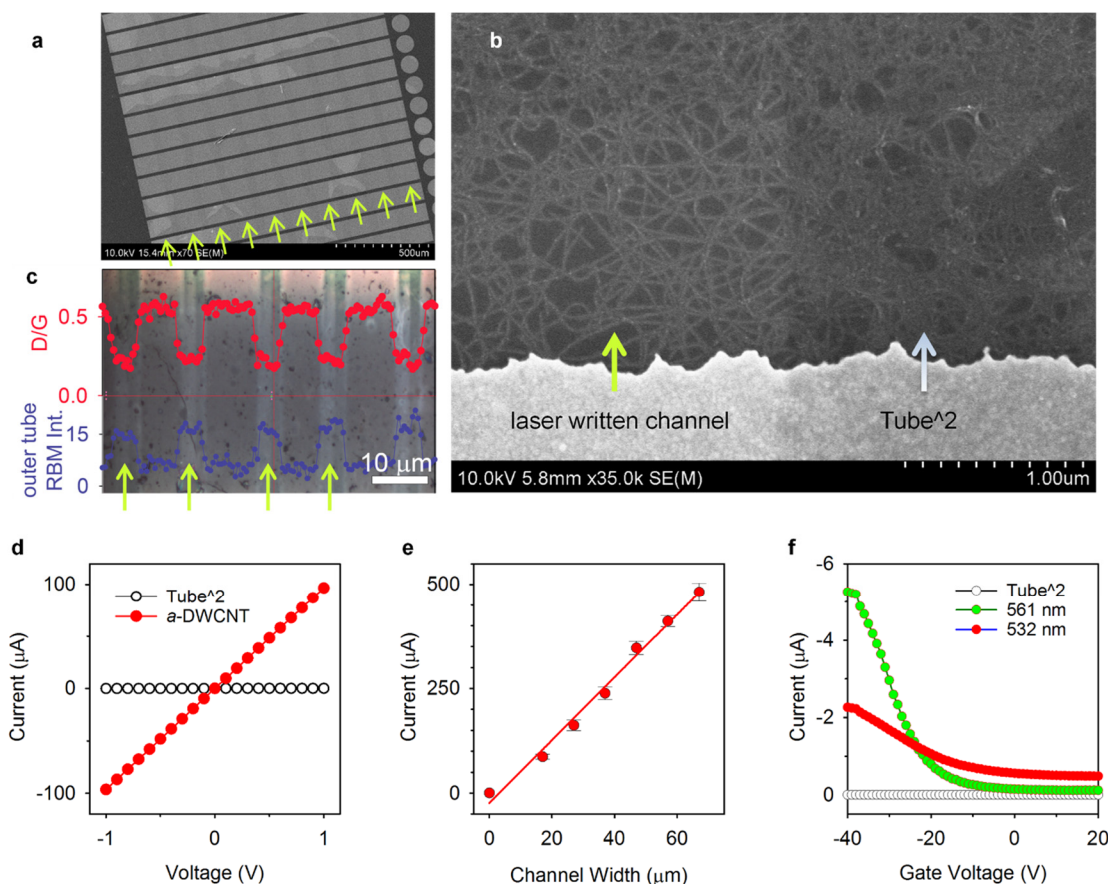 a
10.0kV 15.4mm x70 SE(M) 500um
b
laser written channel
Tube^2
10.0kV 5.8mm x35.0k SE(M) 1.00um
c
D/G
0.5
0.0
outer tube
RBM Int.
15
0
10 μm
d
Current (μA)
100
0
-100
Tube^2
a-DWCNT
-1 0 1
Voltage (V)
e
Current (μA)
500
250
0
0 20 40 60
Channel Width (μm)
f
Current (μA)
-6
-4
-2
0
Tube^2
561 nm
532 nm
-40 -20 0 20
Gate Voltage (V)